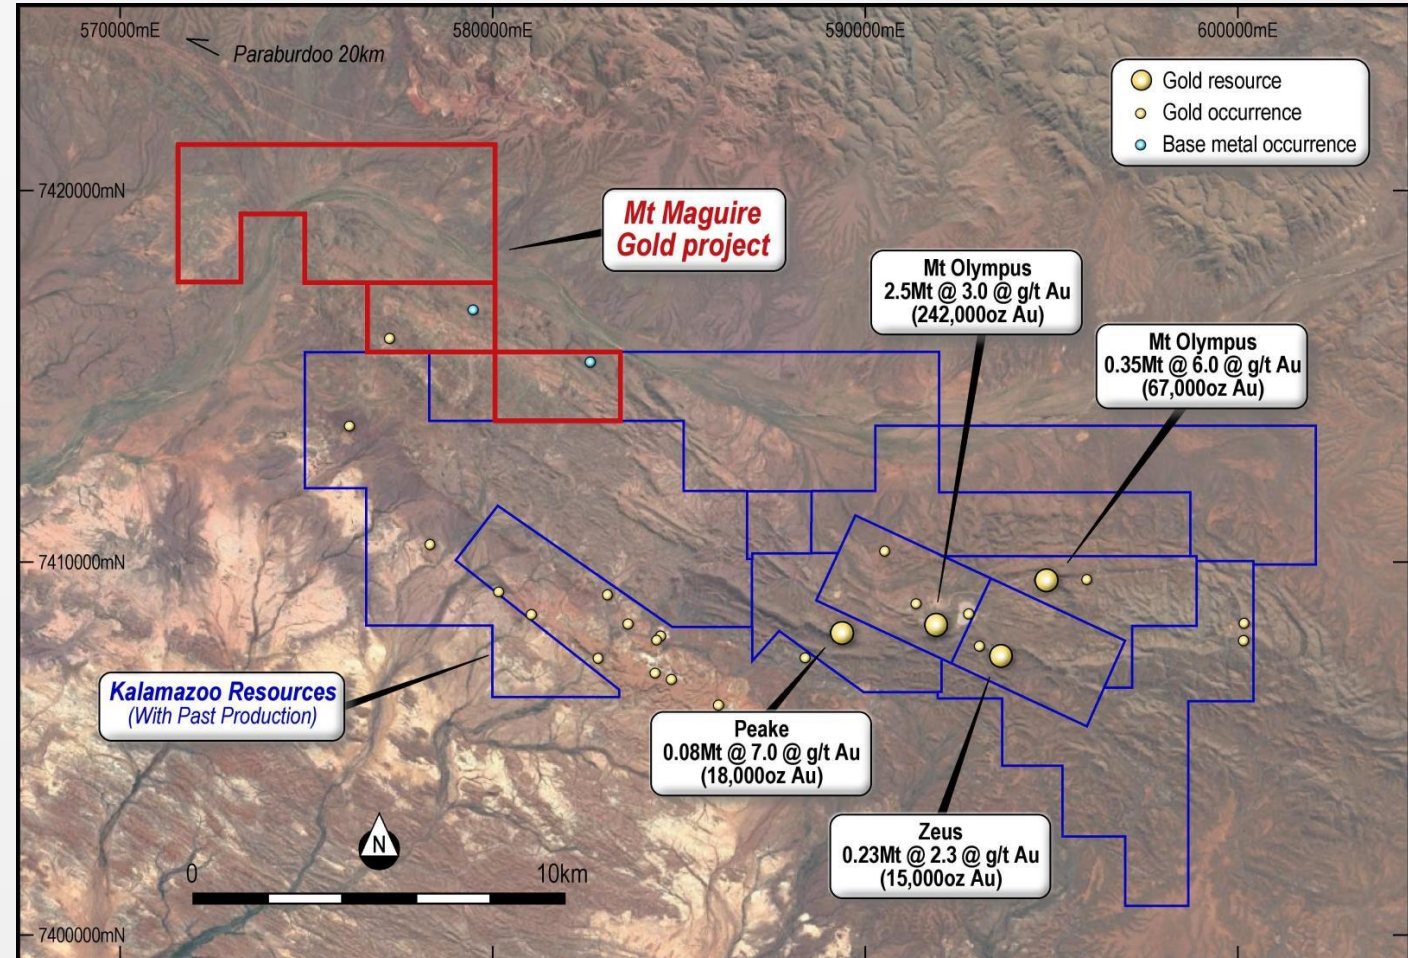 570000mE
580000mE
590000mE
600000mE
Paraburdoo 20km
Gold resource
Gold occurrence
Base metal occurrence
7420000mN
Mt Maguire
Gold project
Mt Olympus
2.5Mt @ 3.0 @ g/t Au
(242,000oz Au)
Mt Olympus
0.35Mt @ 6.0 @ g/t Au
(67,000oz Au)
7410000mN
Kalamazoo Resources
(With Past Production)
Peake
0.08Mt @ 7.0 @ g/t Au
(18,000oz Au)
Zeus
0.23Mt @ 2.3 @ g/t Au
(15,000oz Au)
N
0
10km
7400000mN